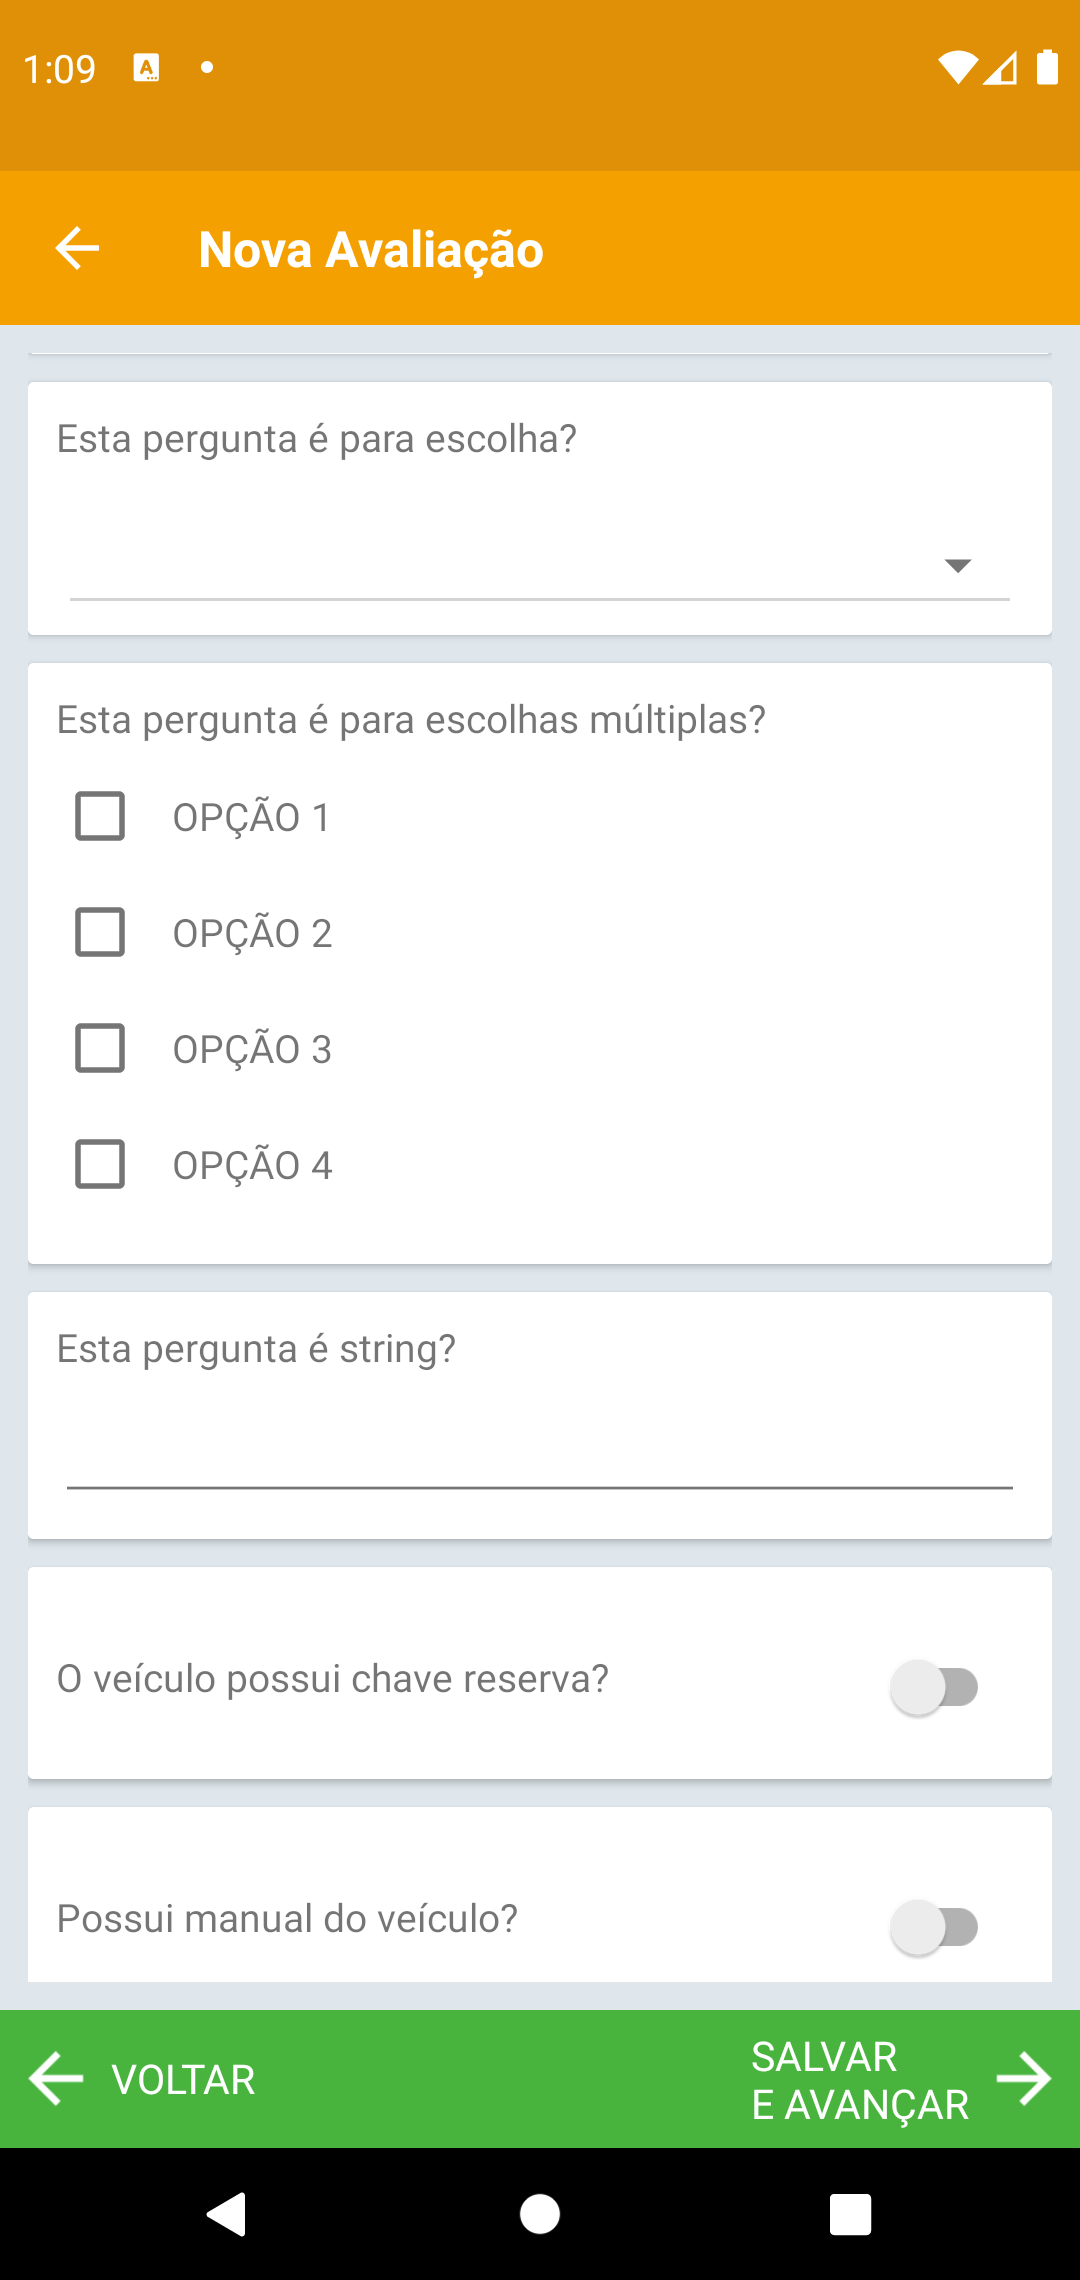 1:09
Nova Avaliação
Esta pergunta é para escolha?
Esta pergunta é para escolhas múltiplas?
OPÇÃO 1
OPÇÃO 2
OPÇÃO 3
OPÇÃO 4
Esta pergunta é string?
O veículo possui chave reserva?
Possui manual do veículo?
VOLTAR
SALVAR
E AVANÇAR